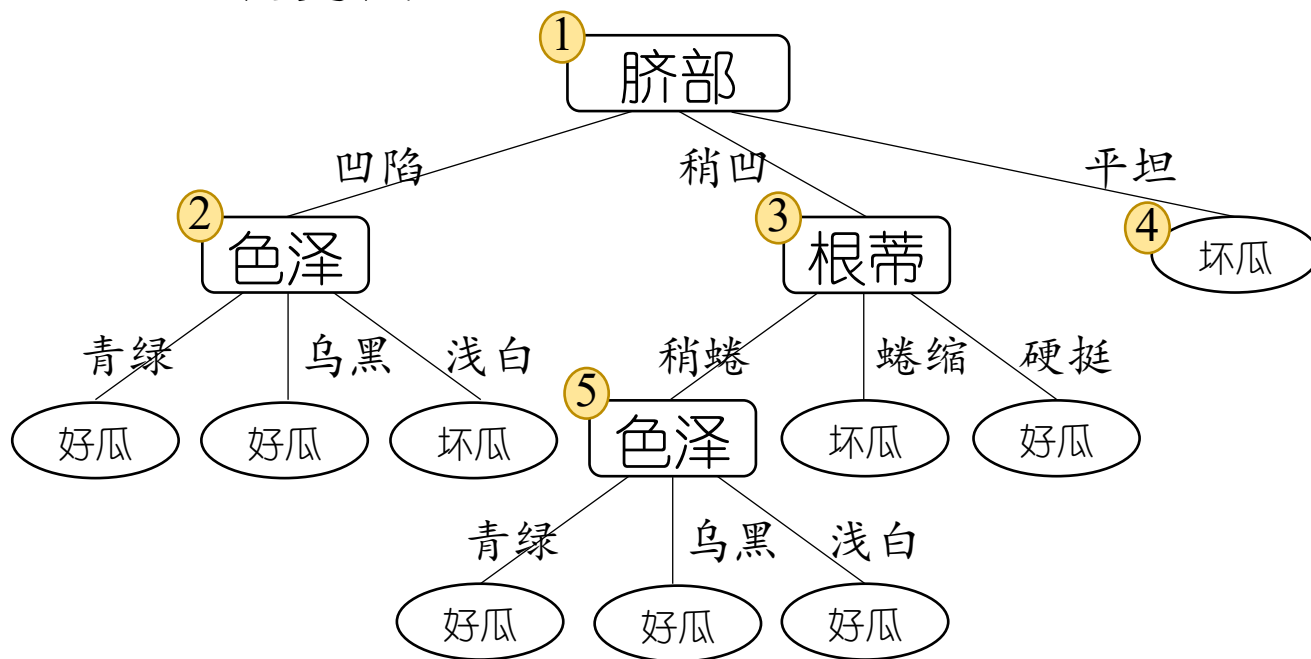 1
脐部
凹陷 稍凹 平坦
2 3 4
色泽 根蒂 坏瓜
青绿 乌黑 浅白 稍蜷 蜷缩 硬挺
5
好瓜 好瓜 坏瓜 色泽 坏瓜 好瓜
青绿 乌黑 浅白
好瓜 好瓜 好瓜